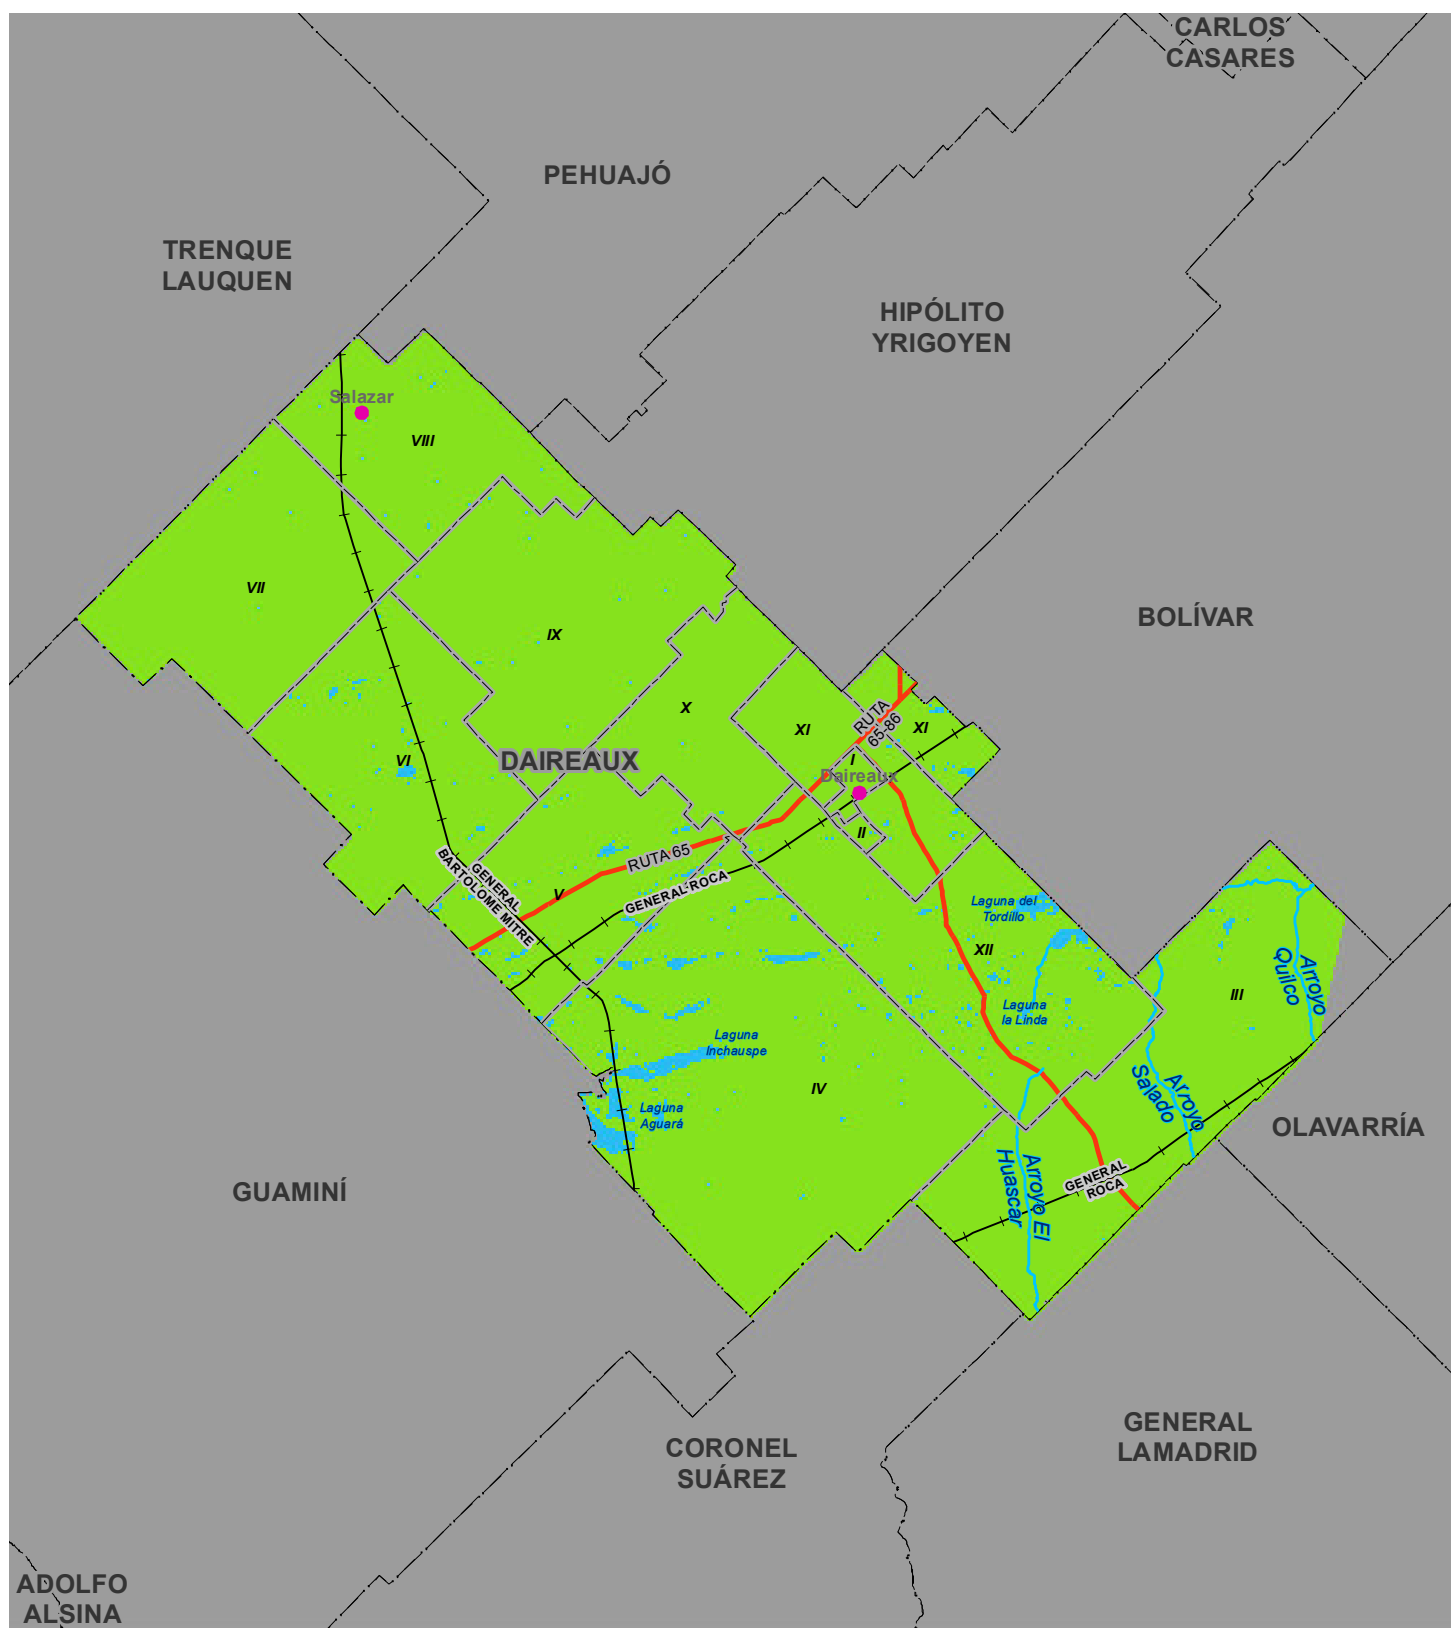 CARLOS
CASARES
PEHUAJÓ
TRENQUE
LAUQUEN
HIPÓLITO
YRIGOYEN
Salazar
VIII
VII
BOLÍVAR
IX
X
XI
RUTA
65-86
XI
VI
DAIREAUX
I
Daireaux
II
RUTA 65
GENERAL
BARTOLOME MITRE
V
GENERAL ROCA
Laguna del
Tordillo
XII
Arroyo
Quilco
III
Laguna
la Linda
Laguna
Inchauspe
IV
Arroyo
Salado
Laguna
Aguará
OLAVARRÍA
Arroyo El
Huascar
GENERAL
ROCA
GUAMINÍ
GENERAL
LAMADRID
CORONEL
SUÁREZ
ADOLFO
ALSINA